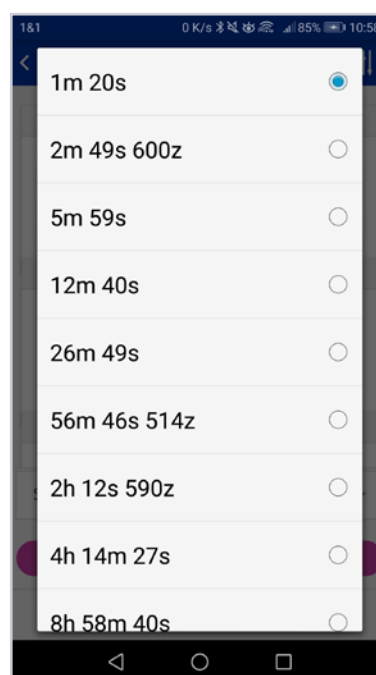 1&1 0 K/s 85% 10:58
1m 20s
2m 49s 600z
5m 59s
12m 40s
26m 49s
56m 46s 514z
2h 12s 590z
4h 14m 27s
8h 58m 40s